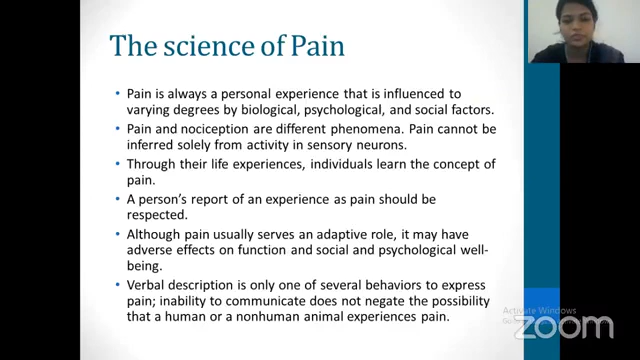 The science of Pain
• Pain is always a personal experience that is influenced to
varying degrees by biological, psychological, and social factors.
• Pain and nociception are different phenomena. Pain cannot be
inferred solely from activity in sensory neurons.
• Through their life experiences, individuals learn the concept of
pain.
• A person's report of an experience as pain should be
respected.
• Although pain usually serves an adaptive role, it may have
adverse effects on function and social and psychological well-
being.
• Verbal description is only one of several behaviors to express
pain; inability to communicate does not negate the possibility
that a human or a nonhuman animal experiences pain.
Activate Windows
zoom